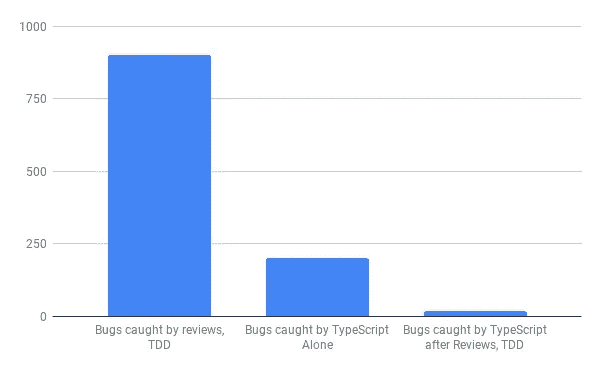 1000
750
500
250
0
Bugs caught by reviews,
TDD
Bugs caught by TypeScript
Alone
Bugs caught by TypeScript
after Reviews, TDD